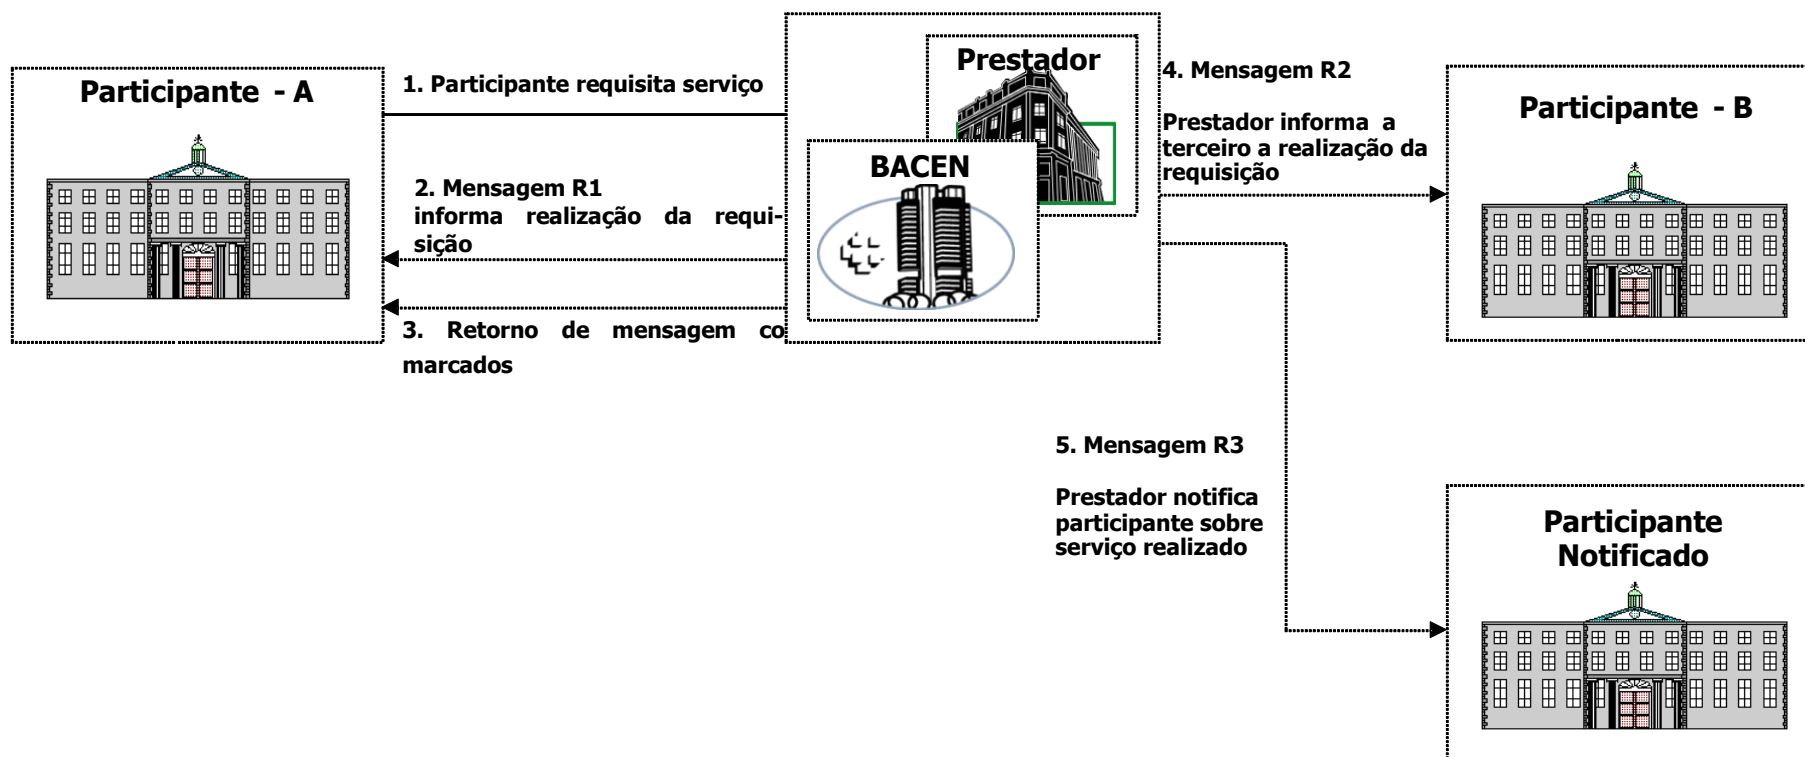 Participante - A
1. Participante requisita serviço
2. Mensagem R1
informa realização da requi-
sição
3. Retorno de mensagem co
marcados
Prestador
BACEN
4. Mensagem R2
Prestador informa a
terceiro a realização da
requisição
Participante - B
5. Mensagem R3
Prestador notifica
participante sobre
serviço realizado
Participante
Notificado